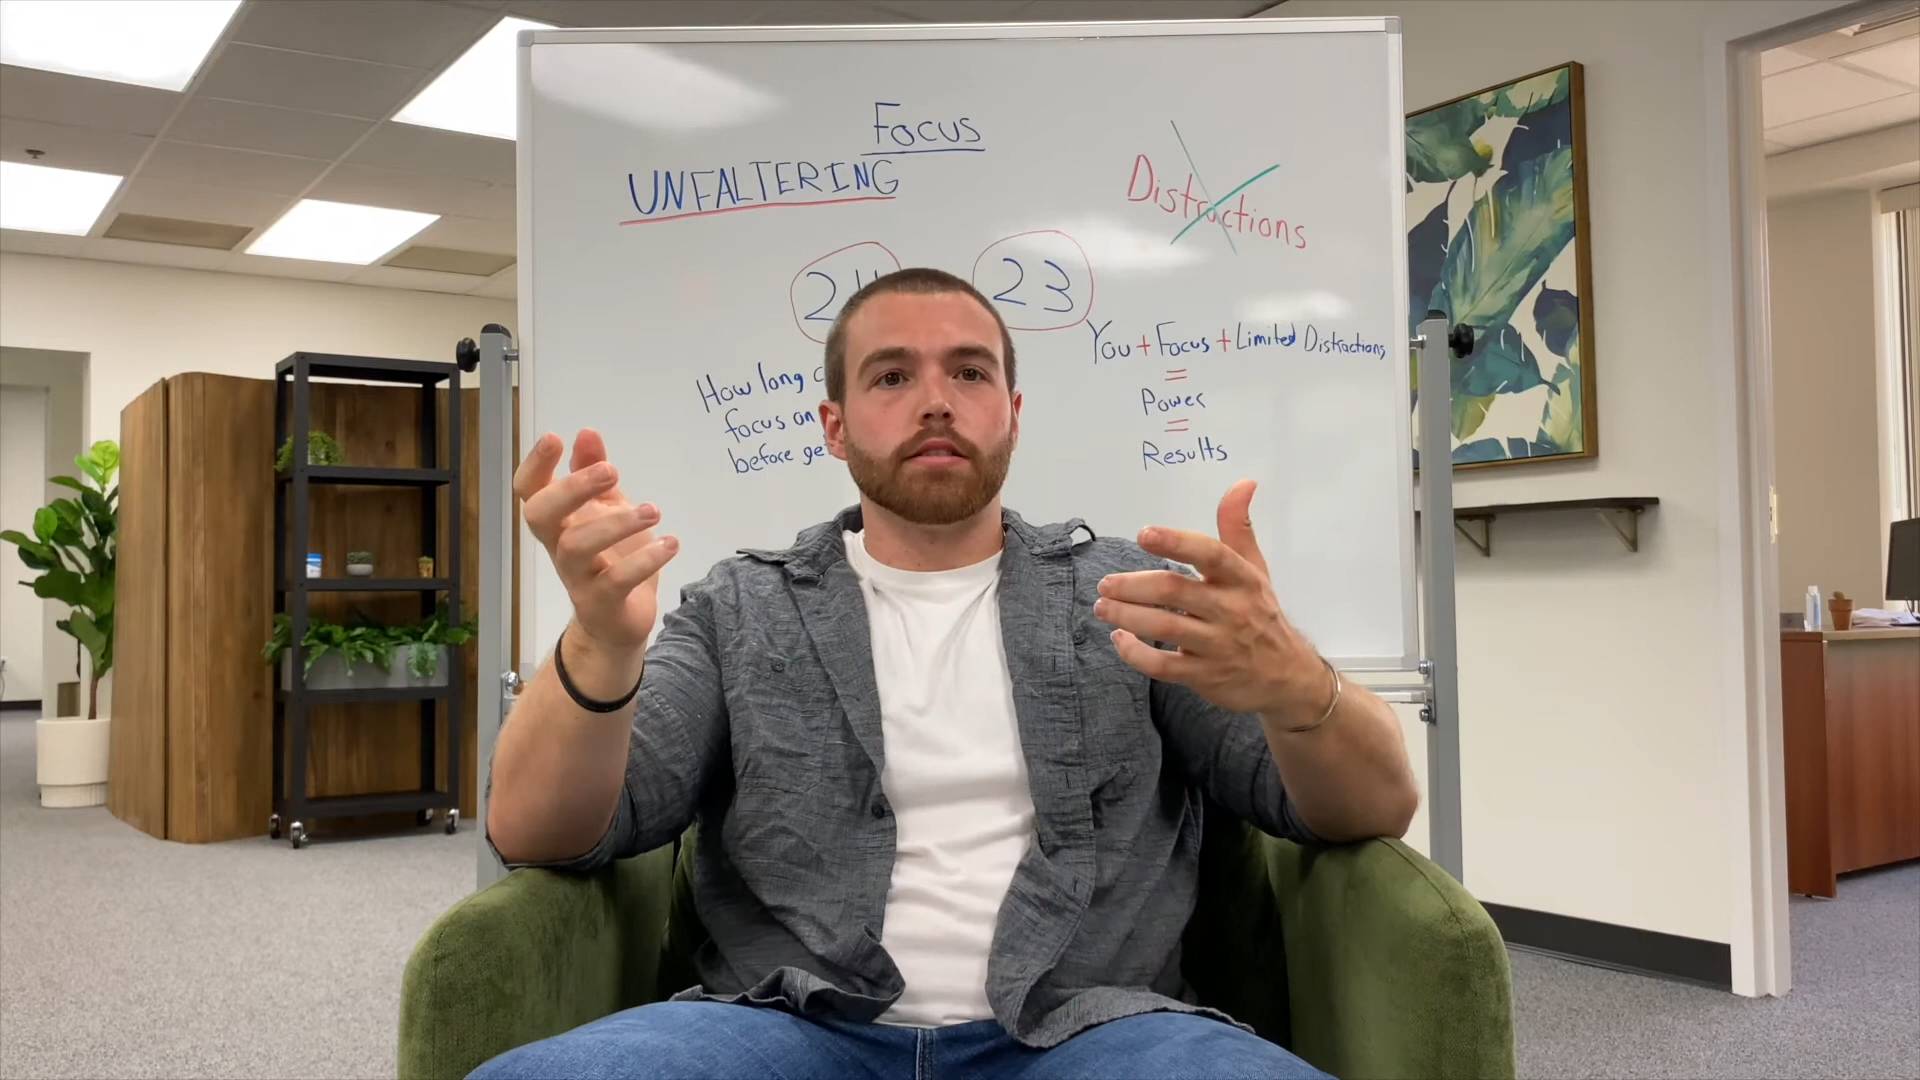 Focus
UNFALTERING
Distractions
23
You + Focus + Limited Distractions
=
Power
=
Results
How long
focus on
before